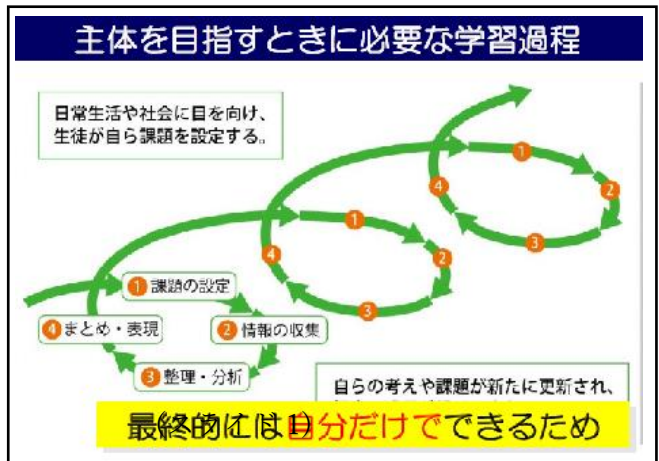 主体を目指すときに必要な学習過程
日常生活や社会に目を向け、
生徒が自ら課題を設定する。
1
2
3
4
1
2
3
4
1 課題の設定
4 まとめ・表現
2 情報の収集
3 整理・分析
自らの考えや課題が新たに更新され、
最終的には自分だけでできるため